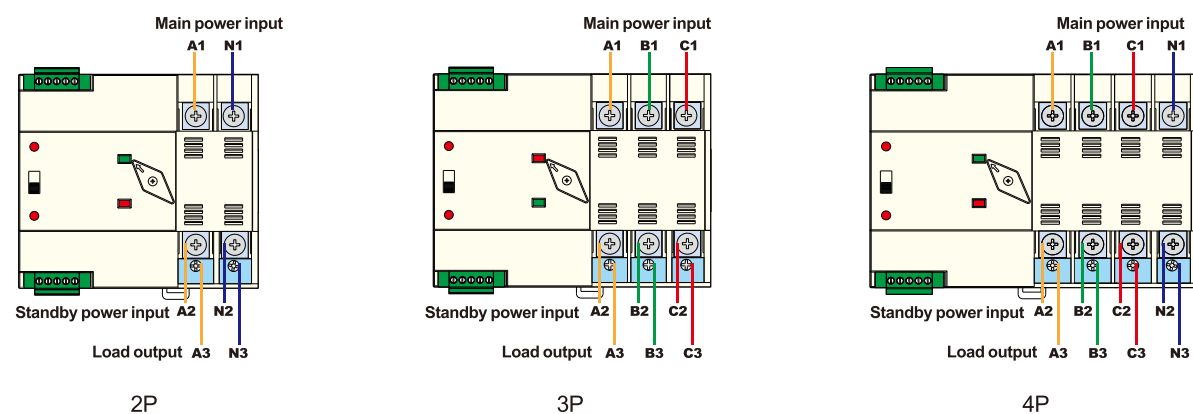 Main power input
A1 N1
Standby power input A2 N2
Load output A3 N3
2P
Main power input
A1 B1 C1
Standby power input A2 B2 C2
Load output A3 B3 C3
3P
Main power input
A1 B1 C1 N1
Standby power input A2 B2 C2 N2
Load output A3 B3 C3 N3
4P